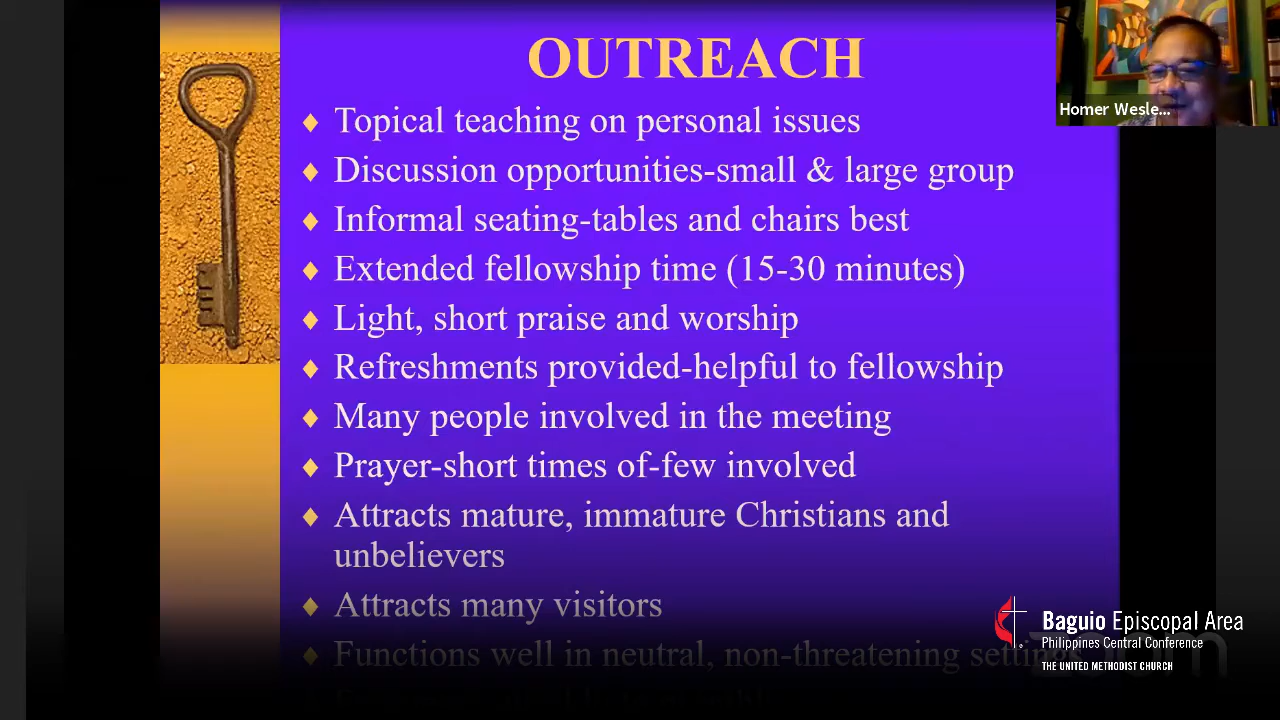 OUTREACH
Homer Wesle...
♦ Topical teaching on personal issues
♦ Discussion opportunities-small & large group
♦ Informal seating-tables and chairs best
♦ Extended fellowship time (15-30 minutes)
♦ Light, short praise and worship
♦ Refreshments provided-helpful to fellowship
♦ Many people involved in the meeting
♦ Prayer-short times of-few involved
♦ Attracts mature, immature Christians and
unbelievers
♦ Attracts many visitors
♦ Functions well in neutral, non-threatening settings
Baguio Episcopal Area
Philippines Central Conference
THE UNITED METHODIST CHURCH